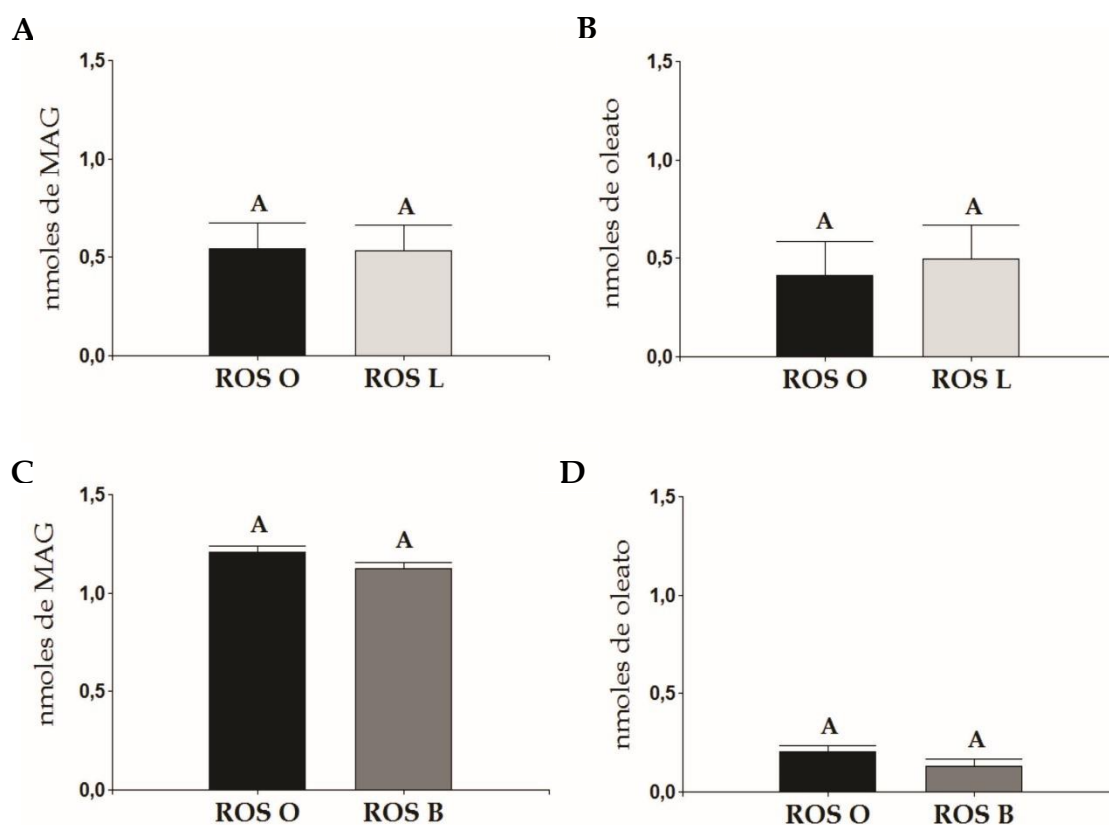 A
1,5
1,0
0,5
0,0
nmoles de MAG
A
A
ROS O
ROS L
B
1,5
1,0
0,5
0,0
nmoles de oleato
A
A
ROS O
ROS L
C
1,5
1,0
0,5
0,0
nmoles de MAG
A
A
ROS O
ROS B
D
1,5
1,0
0,5
0,0
nmoles de oleato
A
A
ROS O
ROS B